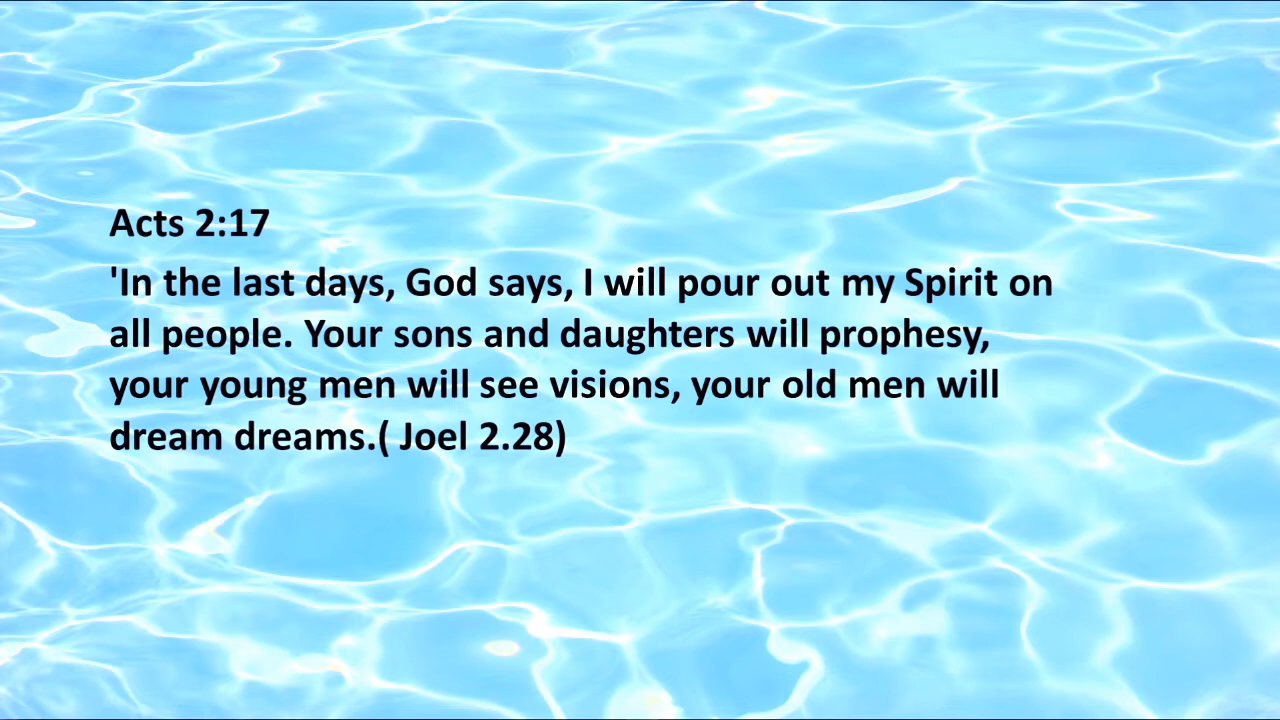 Acts 2:17
'In the last days, God says, I will pour out my Spirit on
all people. Your sons and daughters will prophesy,
your young men will see visions, your old men will
dream dreams.( Joel 2.28)